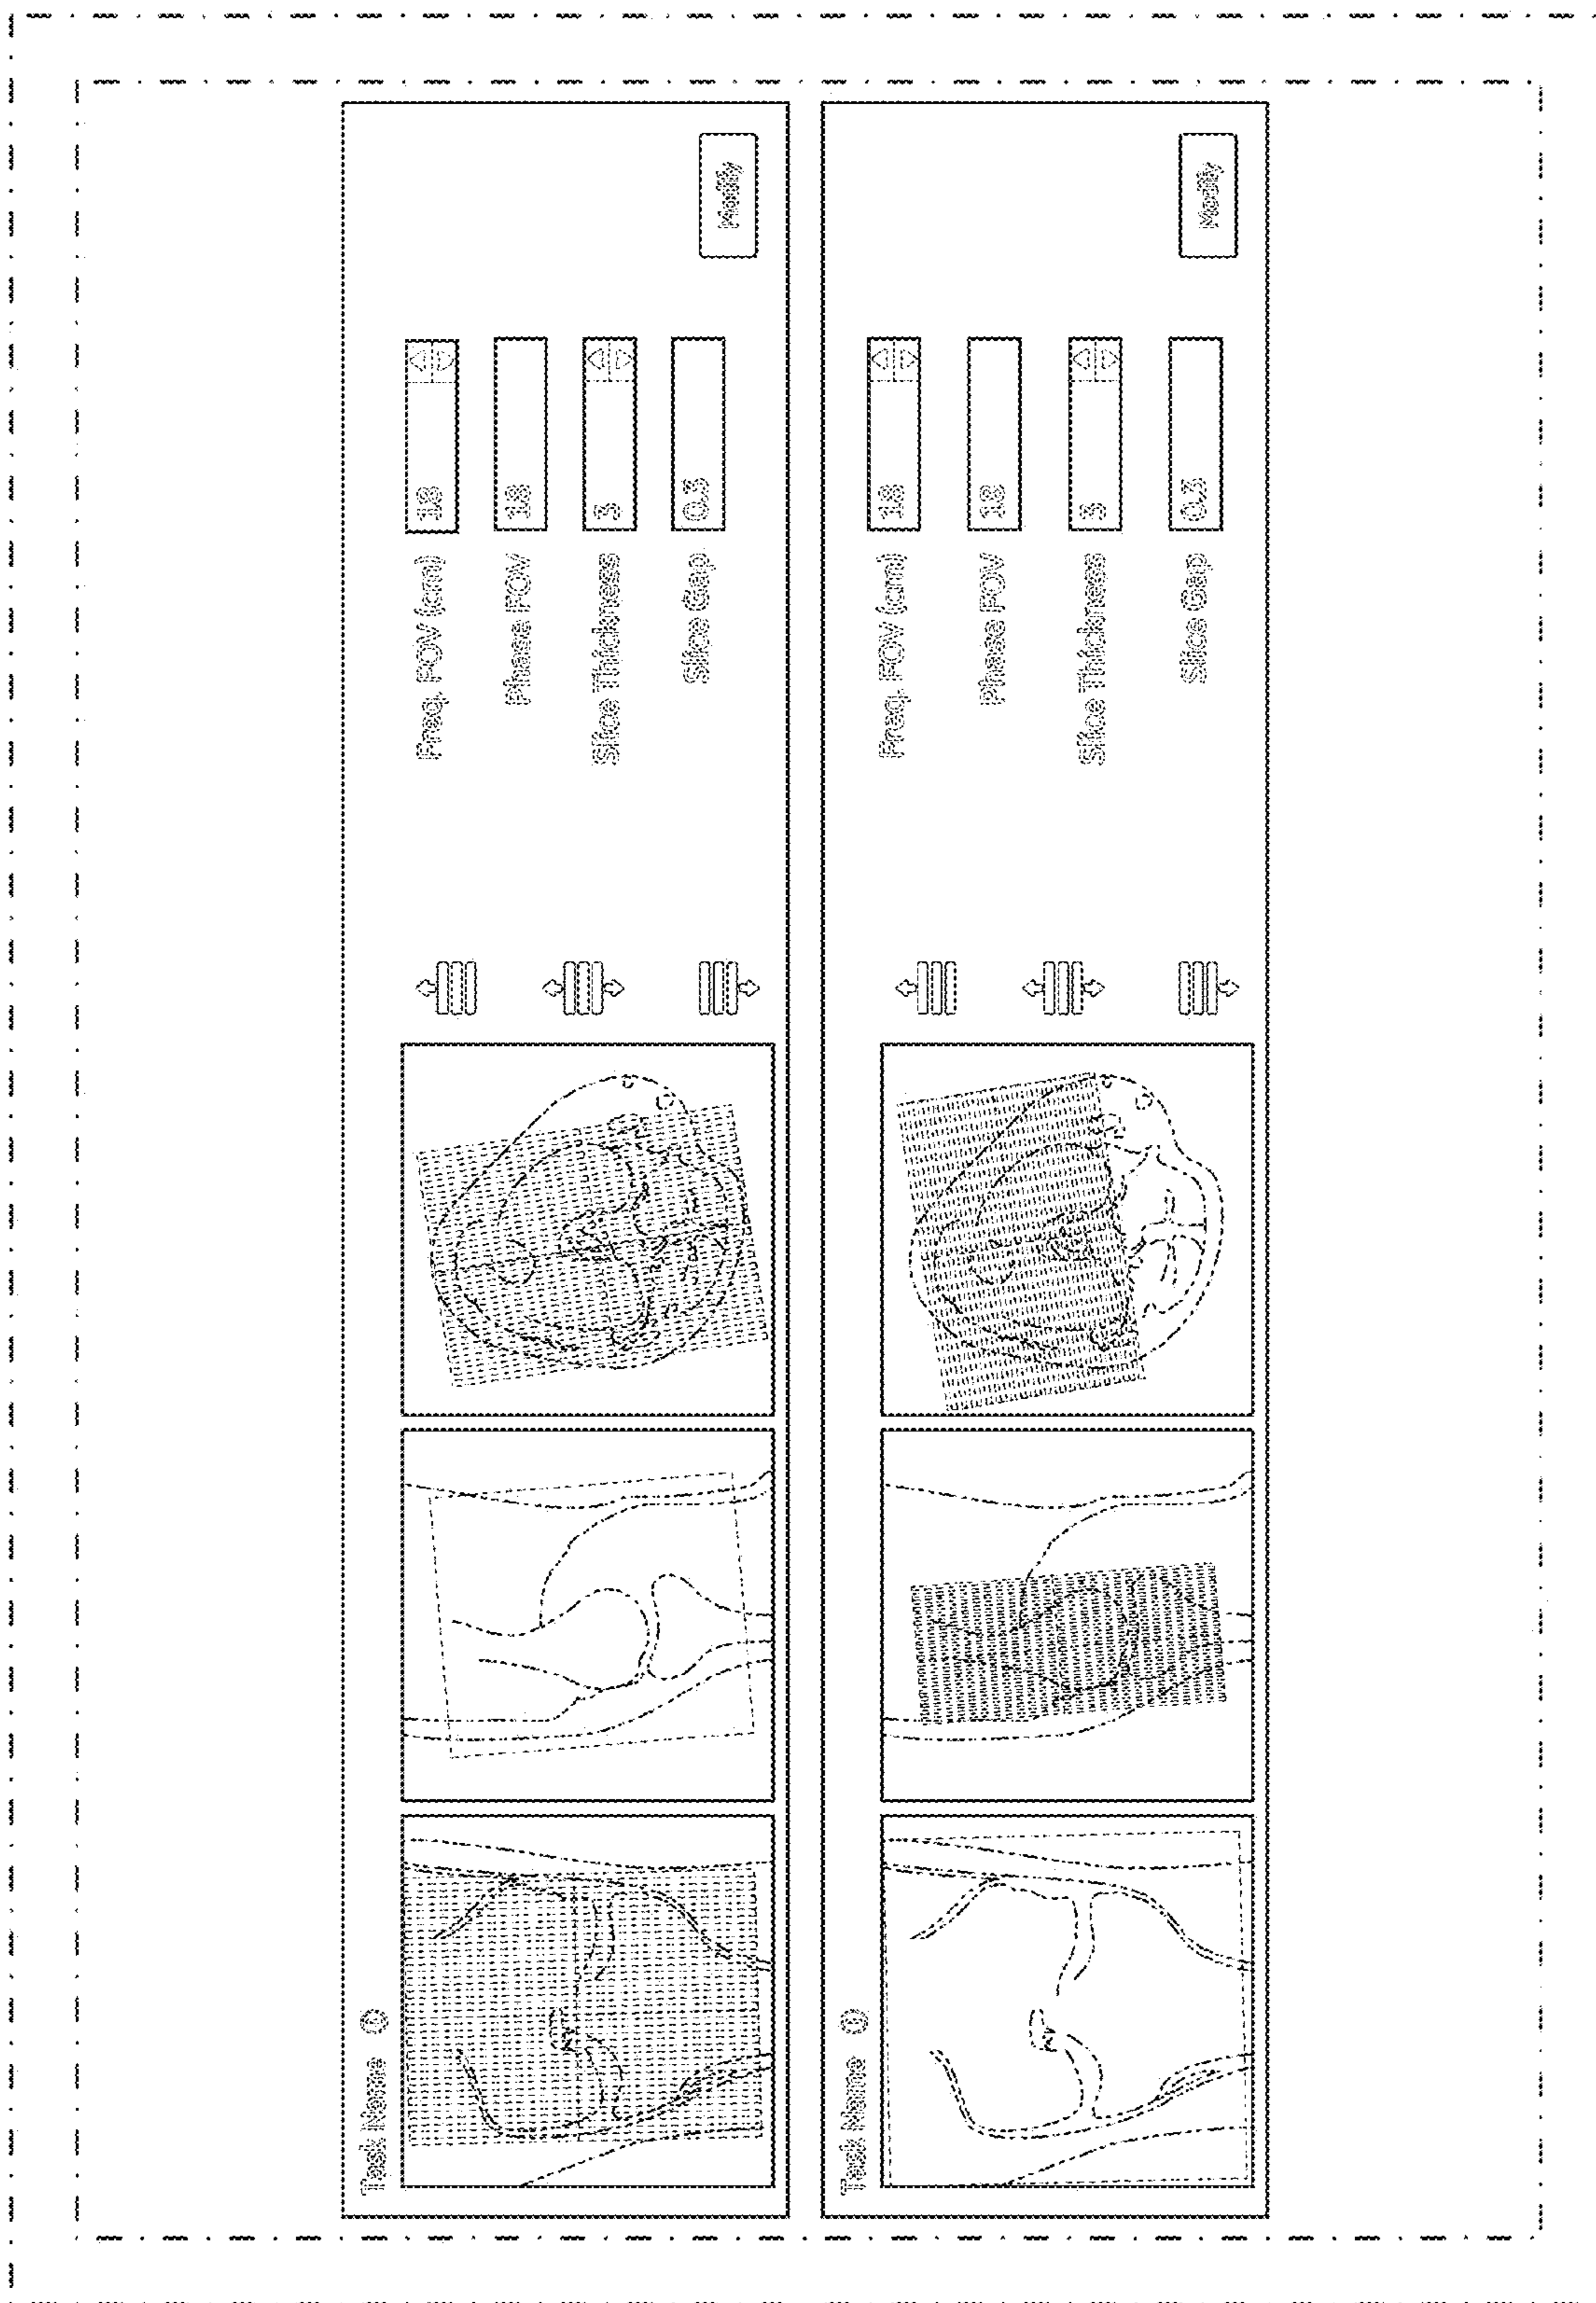 Task Name
Freq. FOV (cm) 18
Phase FOV 18
Slice Thickness 3
Slice Gap 0.3
Modify
Task Name
Freq. FOV (cm) 18
Phase FOV 18
Slice Thickness 3
Slice Gap 0.3
Modify